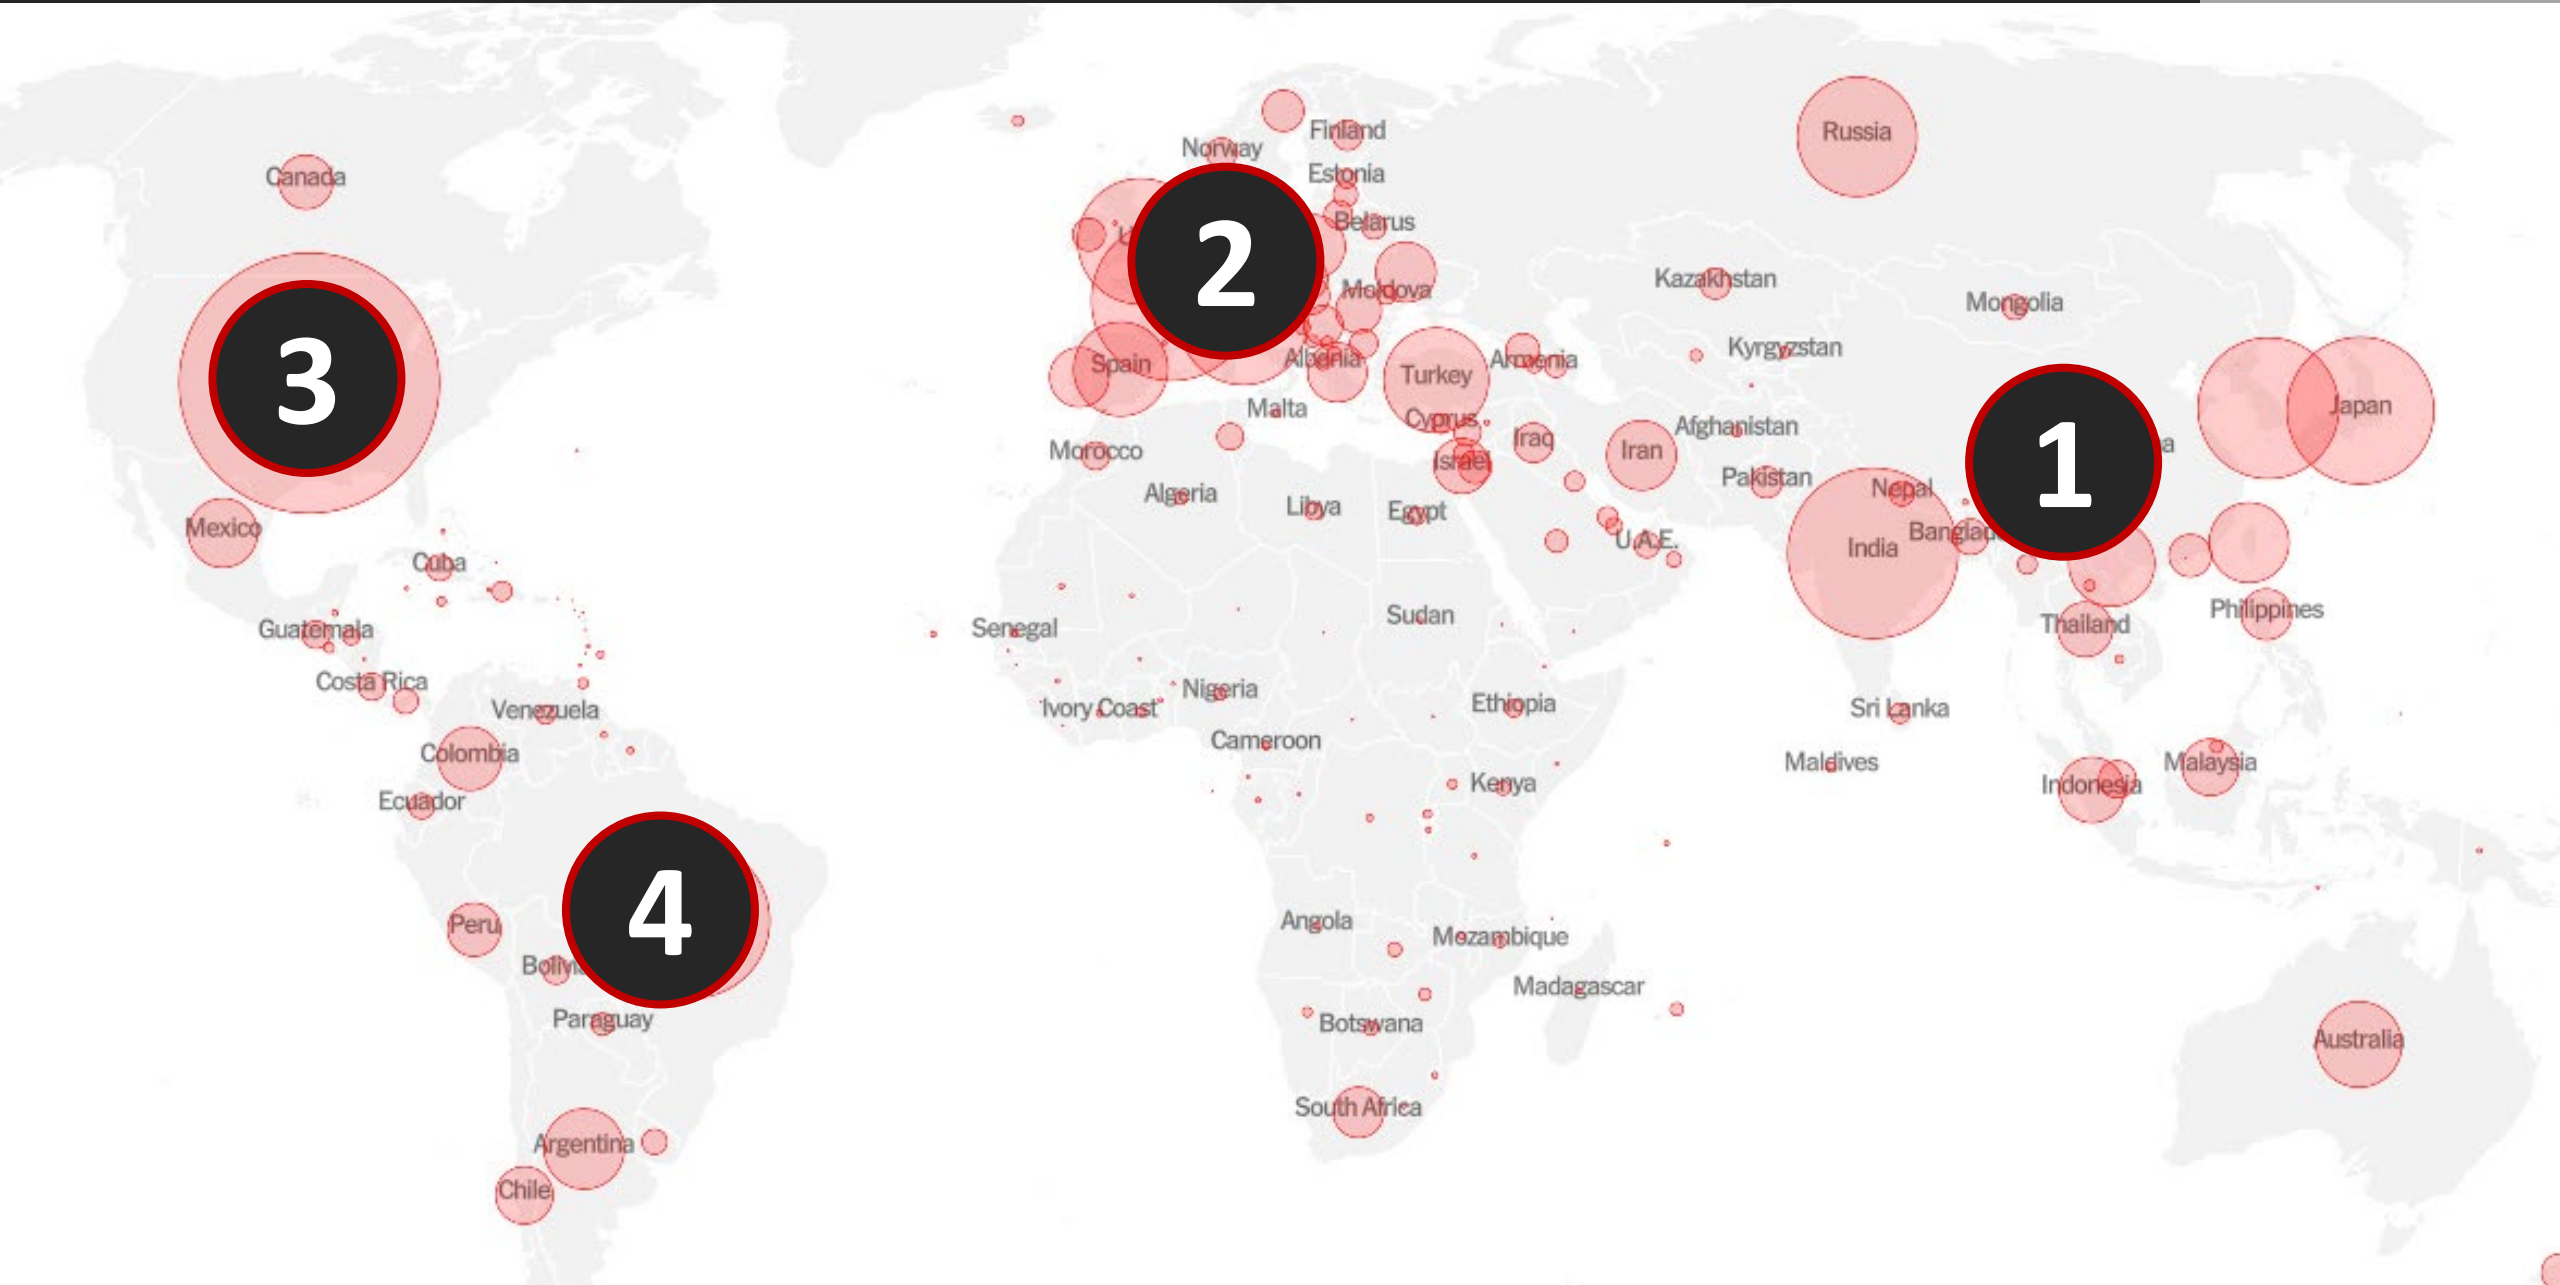 Canada
3
Mexico
Cuba
Guatemala
Costa Rica
Venezuela
Colombia
Ecuador
4
Peru
Paraguay
Argentina
Chile
Finland
Norway
Estonia
2
Belarus
Moldova
Spain
Albania
Turkey
Armenia
Malta
Cyprus
Morocco
Israel
Iraq
Iran
Algeria
Libya
Egypt
U.A.E.
Senegal
Sudan
Nigeria
Ivory Coast
Ethiopia
Cameroon
Kenya
Angola
Mozambique
Madagascar
Botswana
South Africa
Russia
Kazakhstan
Mongolia
Kyrgyzstan
Afghanistan
Pakistan
Nepal
India
1
Japan
Thailand
Philippines
Sri Lanka
Maldives
Indonesia
Malaysia
Australia